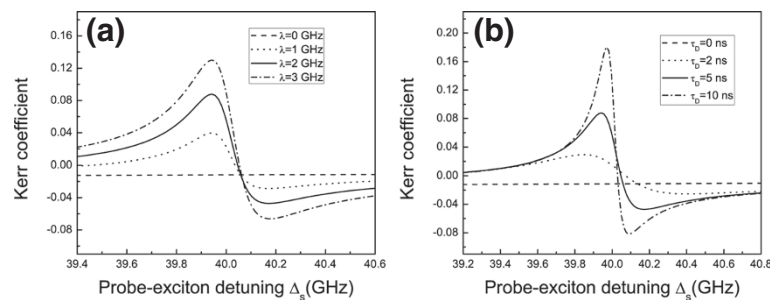 (a)
λ=0 GHz
λ=1 GHz
λ=2 GHz
λ=3 GHz
0.16
0.12
0.08
0.04
0.00
-0.04
-0.08
Kerr coefficient
39.4 39.6 39.8 40.0 40.2 40.4 40.6
Probe-exciton detuning Δs(GHz)
(b)
τD=0 ns
τD=2 ns
τD=5 ns
τD=10 ns
0.20
0.16
0.12
0.08
0.04
0.00
-0.04
-0.08
Kerr coefficient
39.2 39.4 39.6 39.8 40.0 40.2 40.4 40.6 40.8
Probe-exciton detuning Δs(GHz)